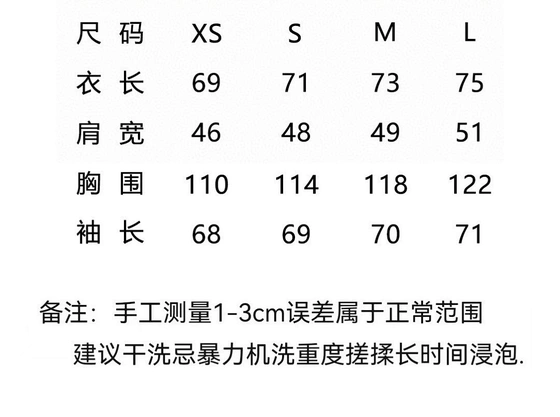 尺 码 XS S M L
衣 长 69 71 73 75
肩 宽 46 48 49 51
胸 围 110 114 118 122
袖 长 68 69 70 71
备注：手工测量1-3cm误差属于正常范围
建议干洗忌暴力机洗重度搓揉长时间浸泡.